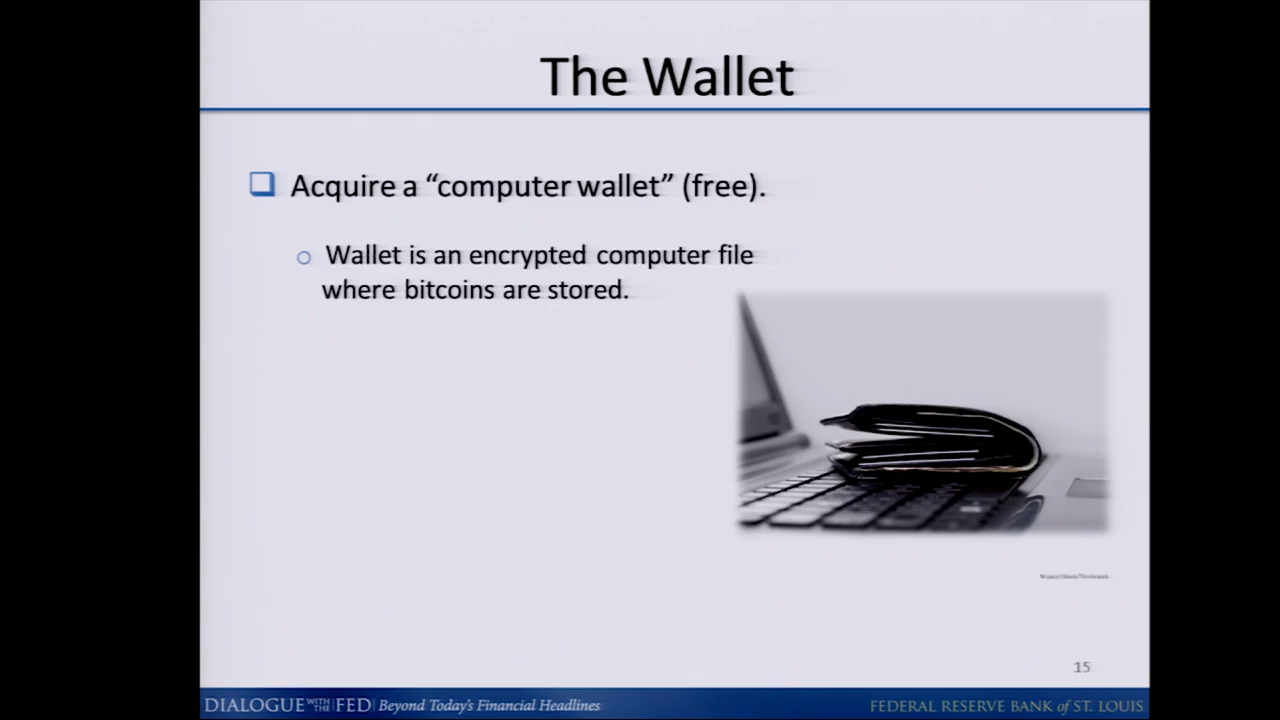 The Wallet
Acquire a “computer wallet” (free).
Wallet is an encrypted computer file
where bitcoins are stored.
15
DIALOGUE WITH THE FED Beyond Today's Financial Headlines
FEDERAL RESERVE BANK of ST. LOUIS